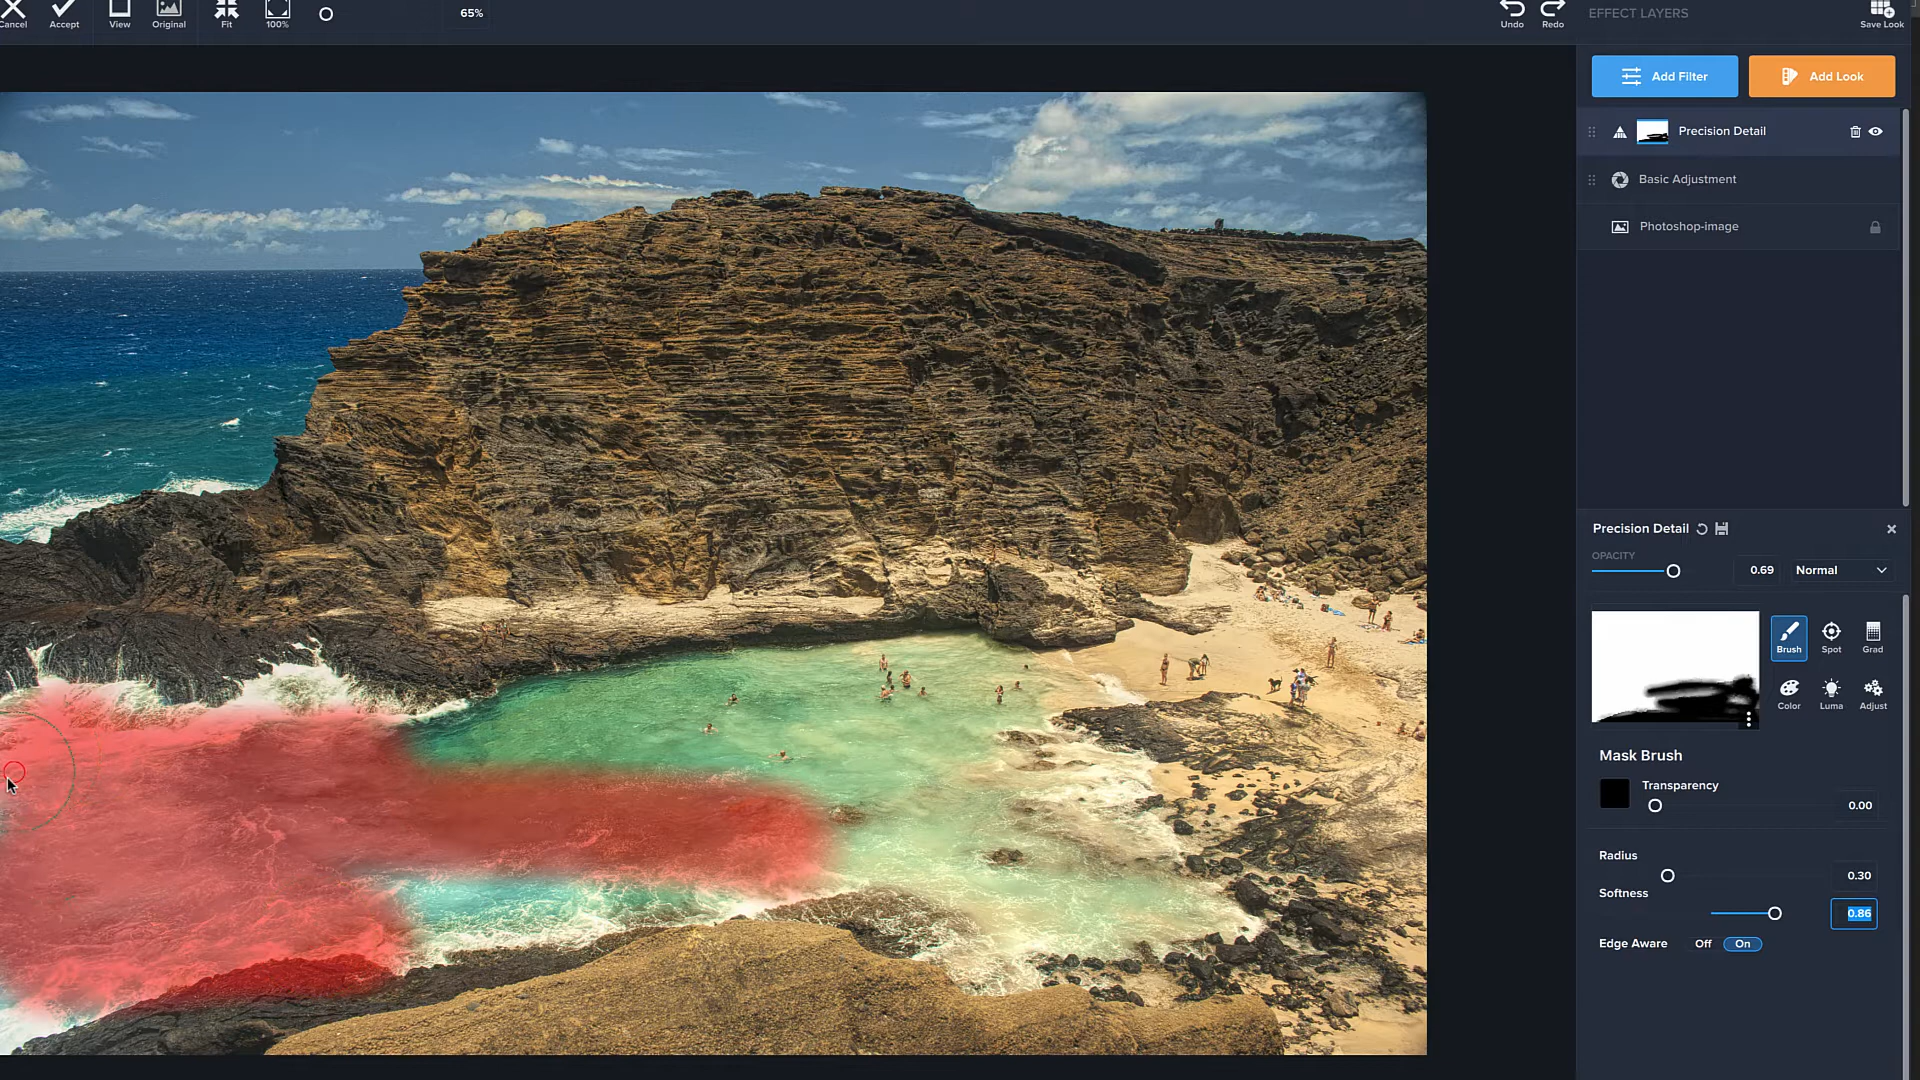 Cancel Accept View Original Fit 100% 65% Undo Redo EFFECT LAYERS Save Look
Add Filter Add Look
Precision Detail
Basic Adjustment
Photoshop-image
Precision Detail
OPACITY
0.69 Normal
Brush Spot Grad
Color Luma Adjust
Mask Brush
Transparency
0.00
Radius
0.30
Softness
0.86
Edge Aware Off On